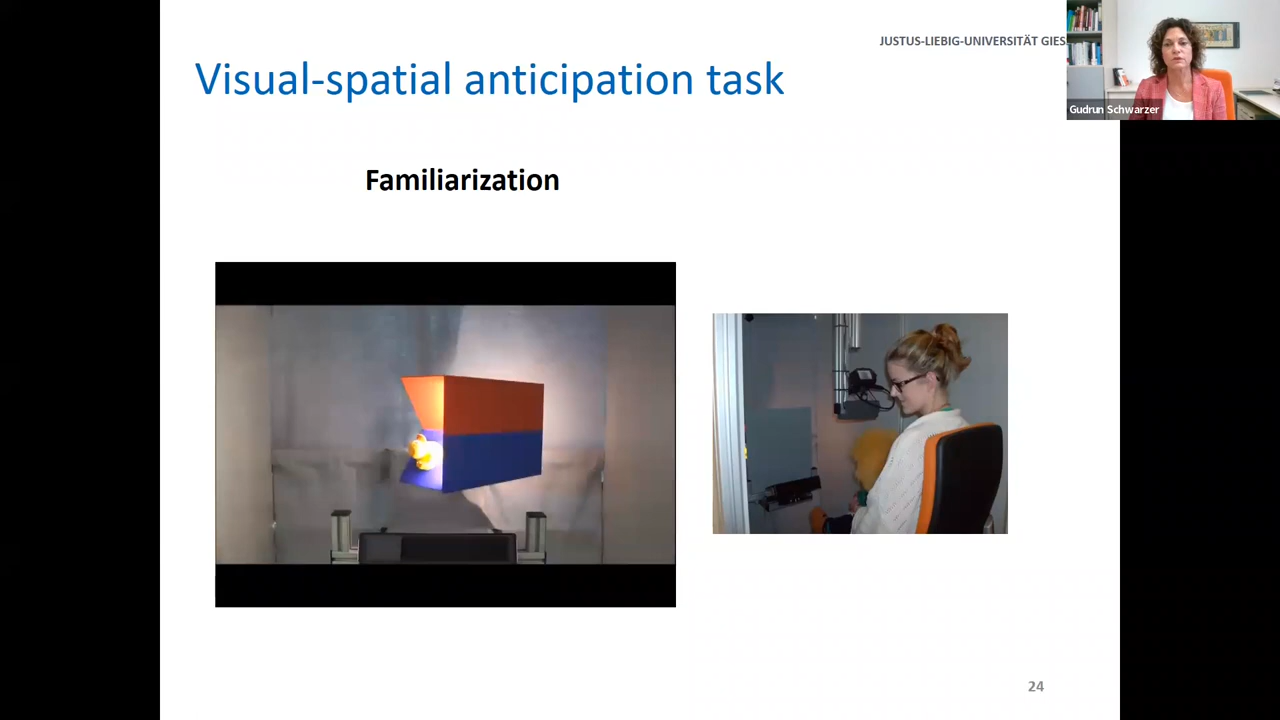 JUSTUS-LIEBIG-UNIVERSITÄT GIES
Visual-spatial anticipation task
Gudrun Schwarzer
Familiarization
24